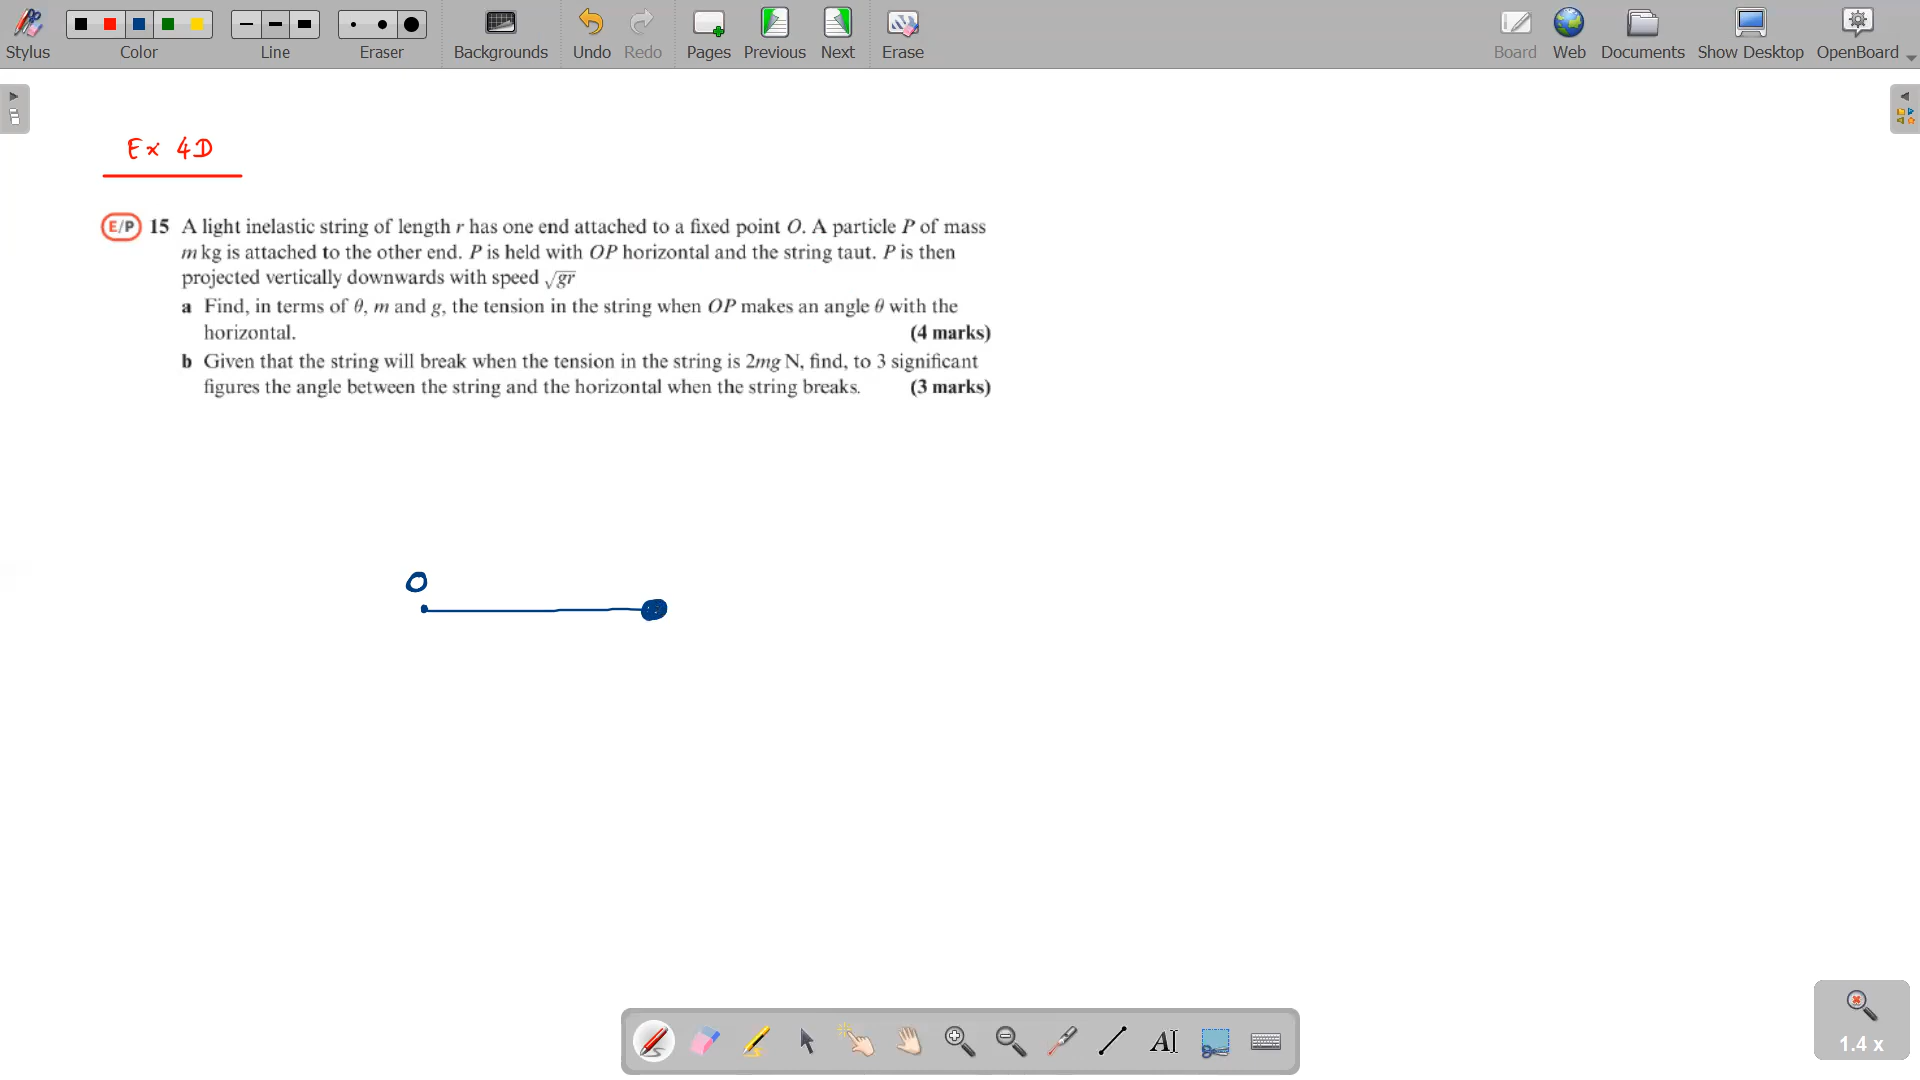 Stylus Color Line Eraser Backgrounds Undo Redo Pages Previous Next Erase Board Web Documents Show Desktop OpenBoard
Ex 4D
E/P 15 A light inelastic string of length r has one end attached to a fixed point O. A particle P of mass
m kg is attached to the other end. P is held with OP horizontal and the string taut. P is then
projected vertically downwards with speed √gr
a Find, in terms of θ, m and g, the tension in the string when OP makes an angle θ with the
horizontal. (4 marks)
b Given that the string will break when the tension in the string is 2mg N, find, to 3 significant
figures the angle between the string and the horizontal when the string breaks. (3 marks)
O
AI
1.4 x